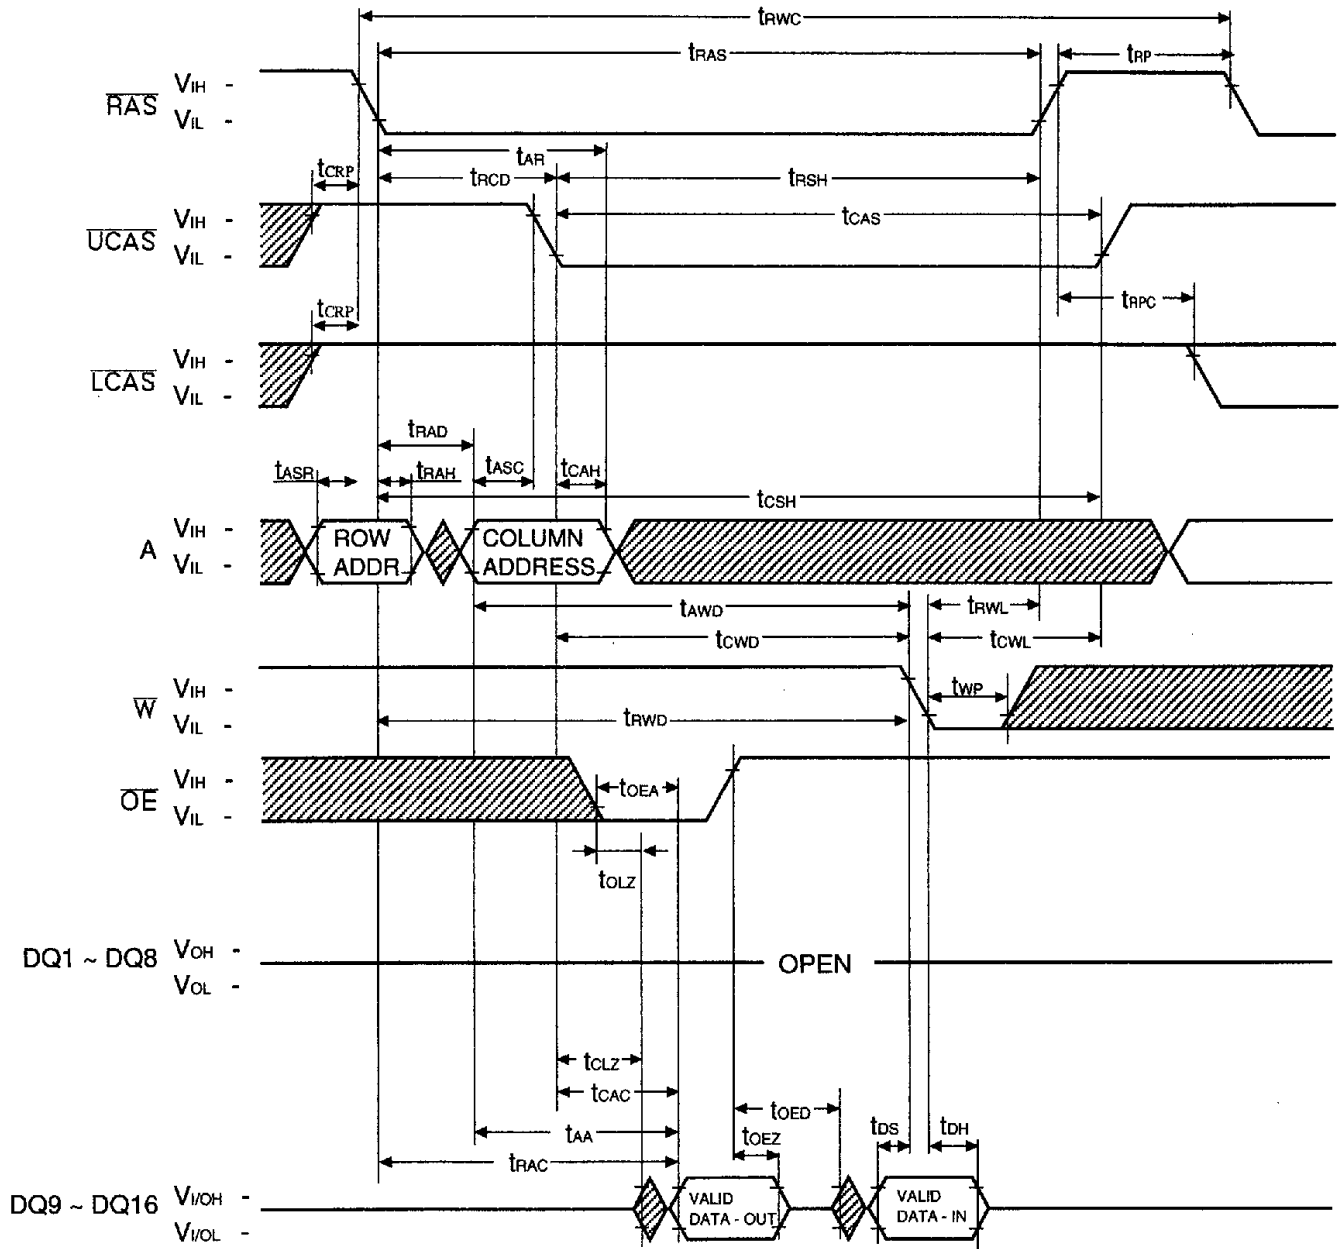 tRWC
tRAS tRP
RAS VIH -
VIL -
tAR
tCRP tRCD tRSH
UCAS VIH - tCAS
VIL -
tCRP tRPC
LCAS VIH -
VIL -
tRAD
tASR tRAH tASC tCAH
tCSH
A VIH - ROW ADDR COLUMN ADDRESS
VIL -
tAWD tRWL
tCWD tCWL
W VIH - tWP
VIL - tRWD
OE VIH - tOEA
VIL -
tOLZ
DQ1 ~ DQ8 VOH - OPEN
VOL -
tCLZ
tCAC
tOED tDS tDH
tAA tOEZ
tRAC
DQ9 ~ DQ16 VI/OH - VALID DATA - OUT VALID DATA - IN
VI/OL -